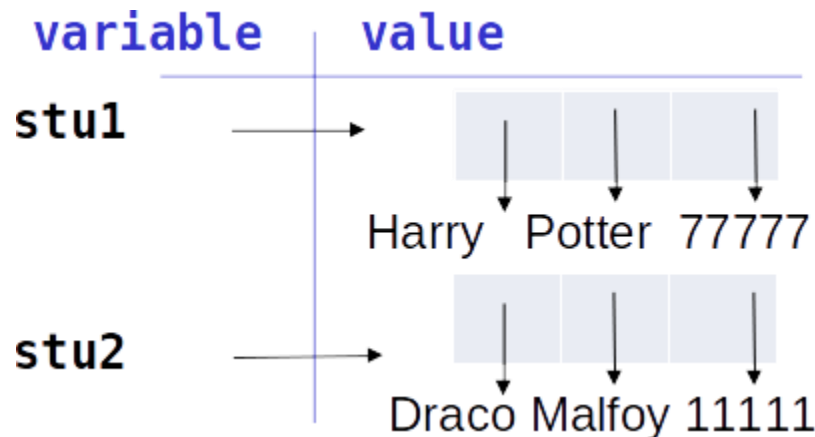 variable value
stu1
Harry Potter 77777
stu2
Draco Malfoy 11111